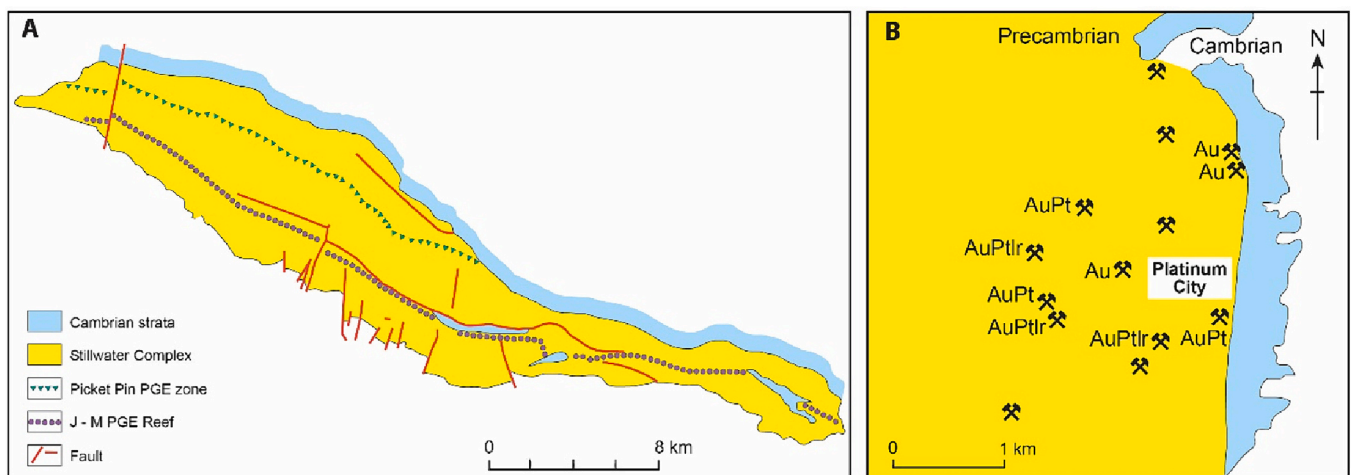 A
Cambrian strata
Stillwater Complex
Picket Pin PGE zone
J - M PGE Reef
Fault
0
8 km
B
Precambrian
Cambrian
N
Au
Au
AuPt
AuPtIr
Au
Platinum
City
AuPt
AuPtIr
AuPtIr
AuPt
0
1 km